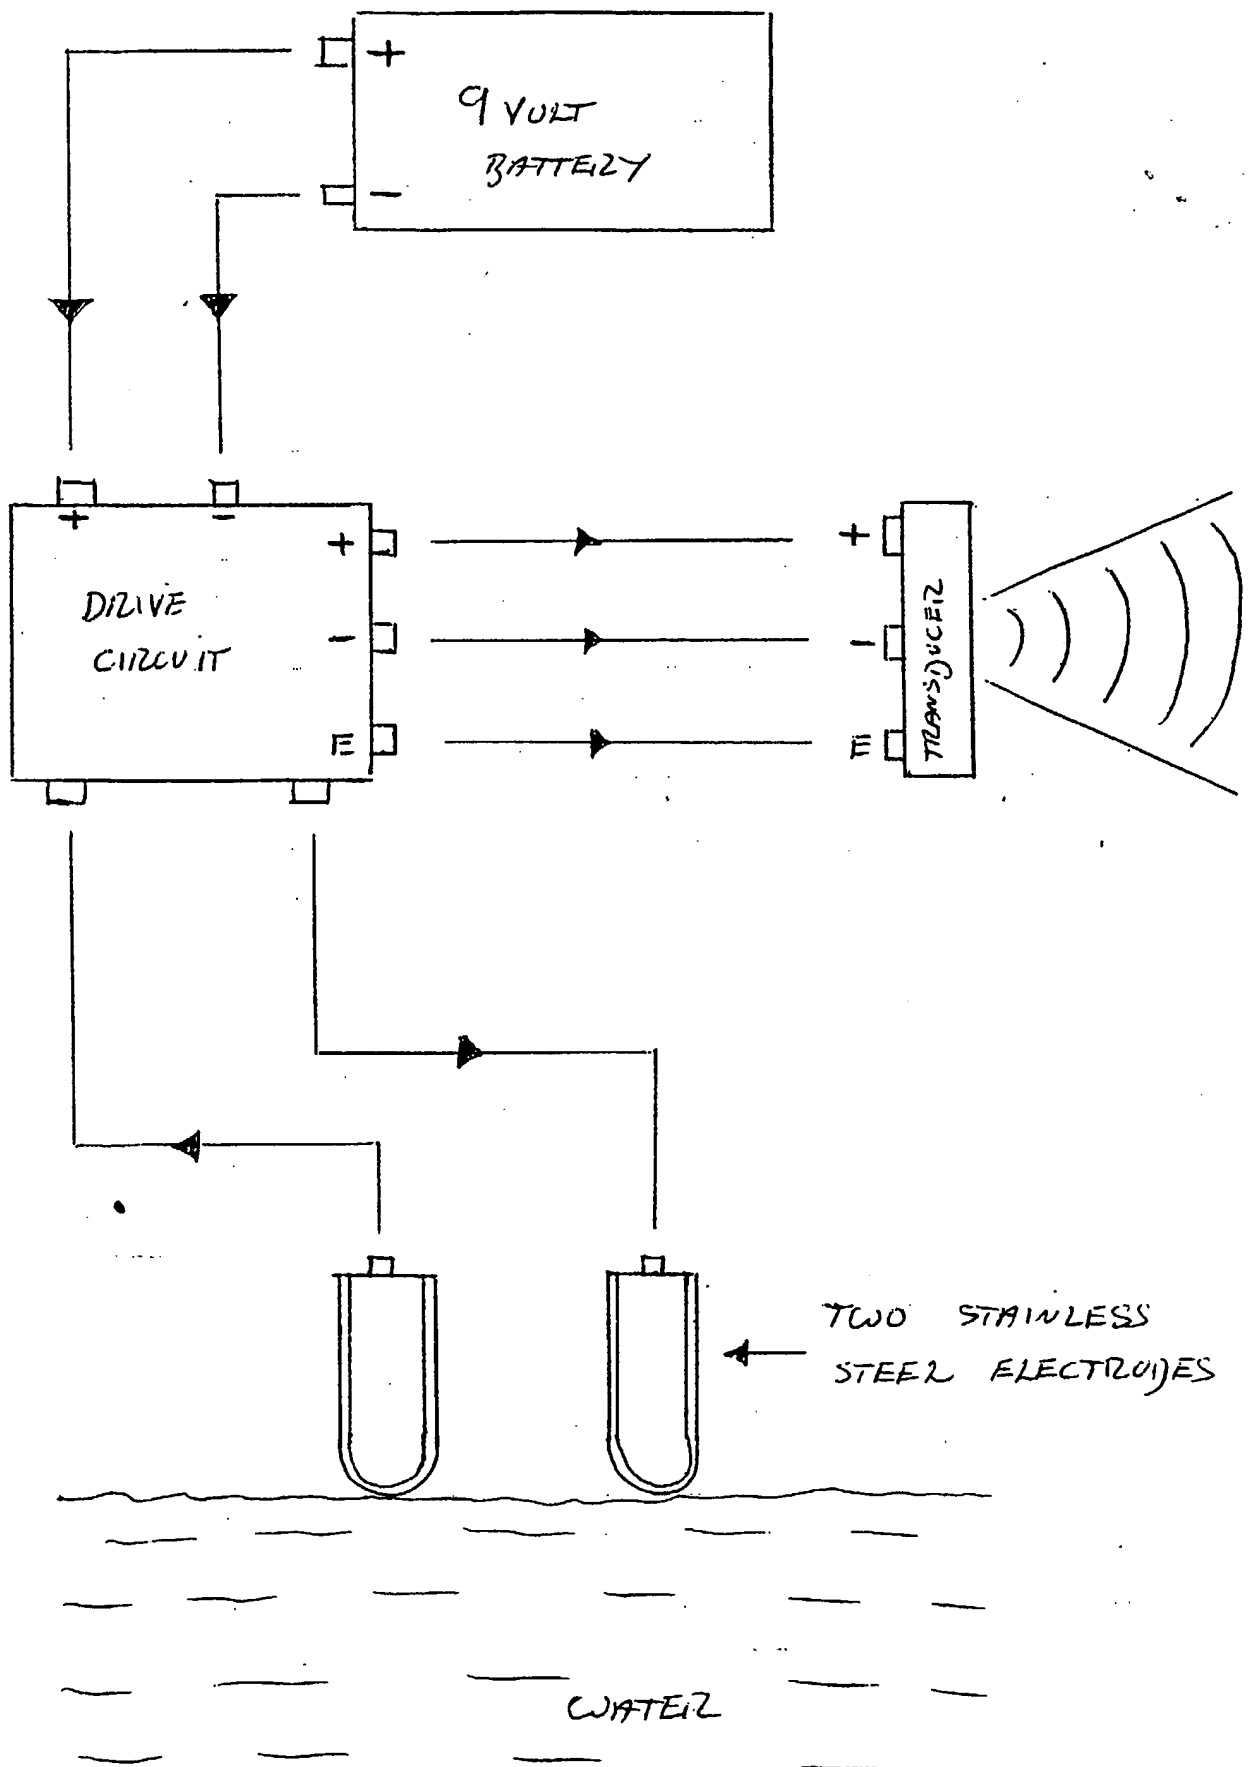 +
9 VOLT
BATTERY
-
+ -
+
DRIVE
CIRCUIT
-
E
+
-
E
TRANSDUCER
TWO STAINLESS
STEEL ELECTRODES
WATER